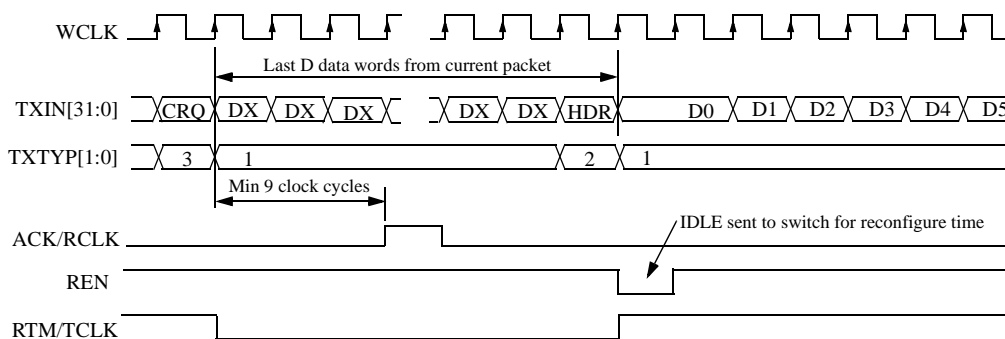 WCLK
Last D data words from current packet
TXIN[31:0] CRQ DX DX DX DX DX HDR D0 D1 D2 D3 D4 D5
TXTYP[1:0] 3 1 2 1
Min 9 clock cycles
ACK/RCLK
IDLE sent to switch for reconfigure time
REN
RTM/TCLK